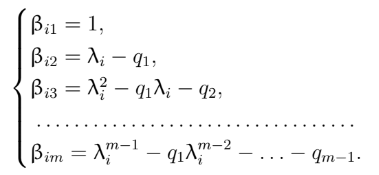 β_{i1} = 1,
β_{i2} = λ_i − q_1,
β_{i3} = λ_i^2 − q_1λ_i − q_2,
..................................
β_{im} = λ_i^{m−1} − q_1λ_i^{m−2} − ... − q_{m−1}.